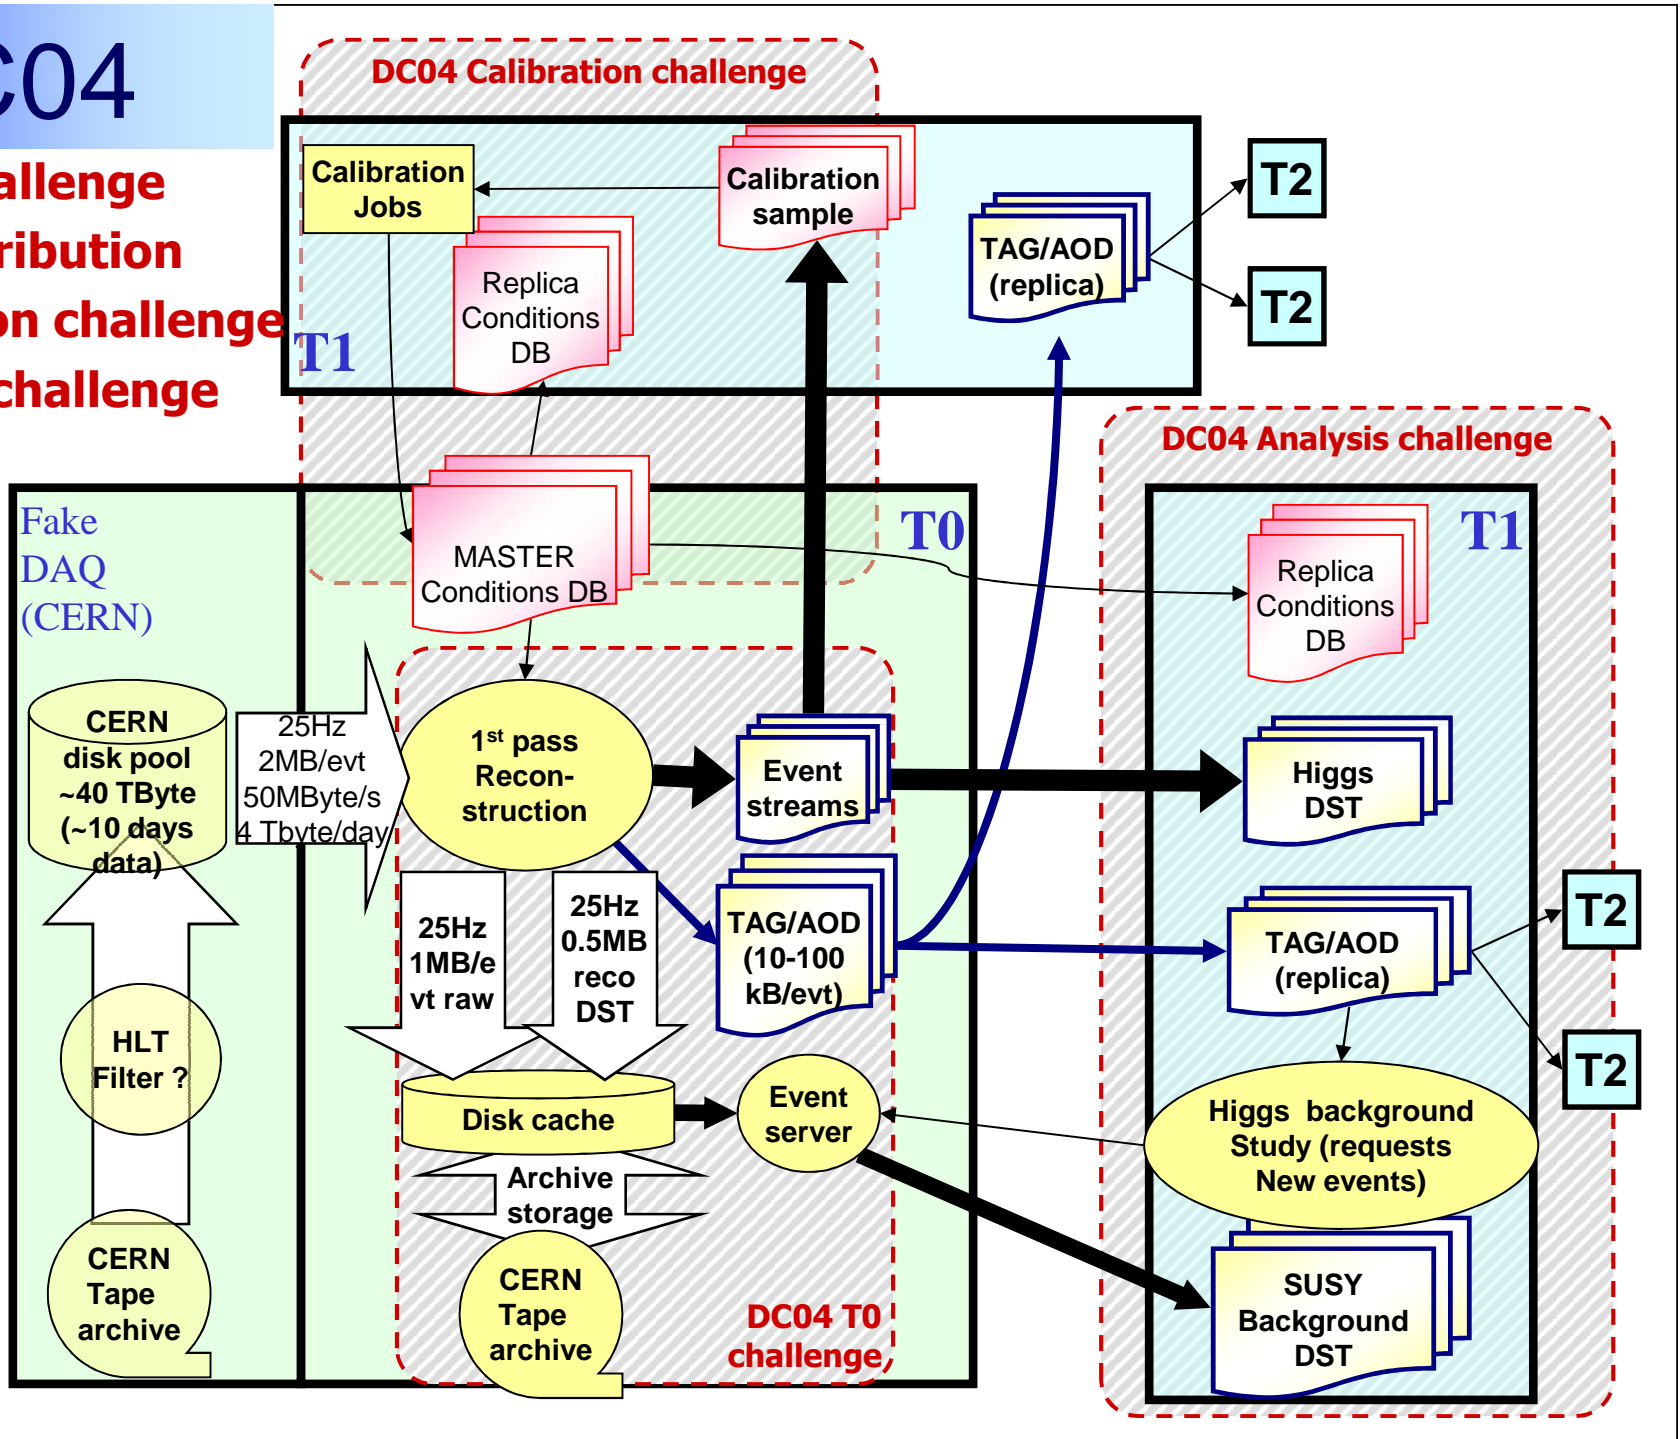 C04
allenge
ribution
on challenge
challenge
DC04 Calibration challenge
Calibration
Jobs
Calibration
sample
Replica
Conditions
DB
T1
TAG/AOD
(replica)
T2
T2
DC04 Analysis challenge
Fake
DAQ
(CERN)
MASTER
Conditions DB
T0
T1
Replica
Conditions
DB
CERN
disk pool
~40 TByte
(~10 days
data)
25Hz
2MB/evt
50MByte/s
4 Tbyte/day
1st pass
Recon-
struction
Event
streams
Higgs
DST
25Hz
1MB/e
vt raw
25Hz
0.5MB
reco
DST
TAG/AOD
(10-100
kB/evt)
TAG/AOD
(replica)
T2
T2
HLT
Filter ?
Disk cache
Event
server
Higgs background
Study (requests
New events)
Archive
storage
CERN
Tape
archive
CERN
Tape
archive
DC04 T0
challenge
SUSY
Background
DST